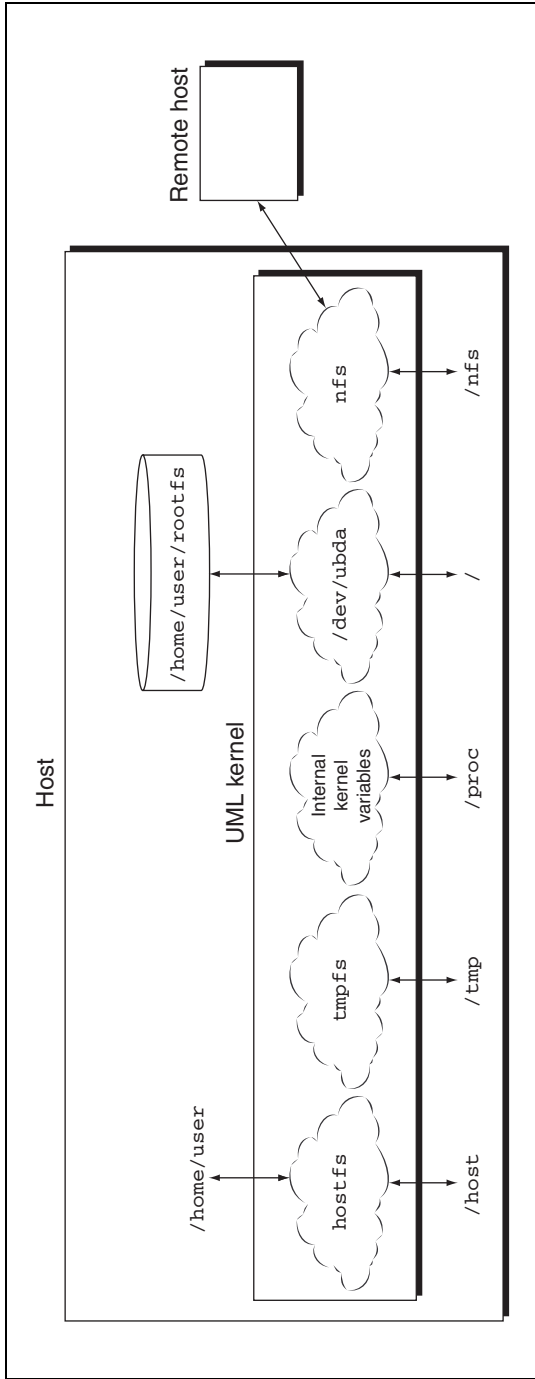 Host
Remote host
/home/user
/home/user/rootfs
UML kernel
hostfs
tmpfs
Internal
kernel
variables
/dev/ubda
nfs
/host
/tmp
/proc
/
/nfs